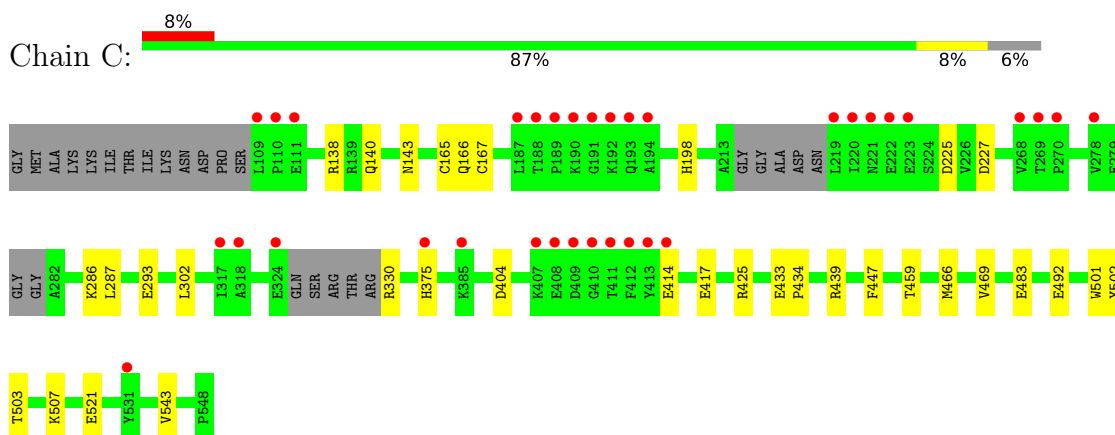 8%
Chain C:
87%
8%
6%
GLY MET ALA LYS LYS ILE THR ILE LYS ASN ASP PRO SER L109 P110 E111 R138 R139 Q140 N143 C165 Q166 C167 L187 T188 P189 K190 G191 K192 Q193 A194 H198 A213 GLY GLY ALA ASP ASN L219 I220 N221 E222 E223 S224 D225 V226 D227 V268 T269 P270 V278
GLY GLY A282 K286 L287 E293 L302 I317 A318 E324 GLN SER ARG THR ARG R330 H375 K385 D404 K407 E408 D409 G410 T411 F412 Y413 E414 E417 R425 E433 P434 R439 F447 T459 M466 V469 E483 E492 W501
T503 K507 E521 Y531 V543 P548